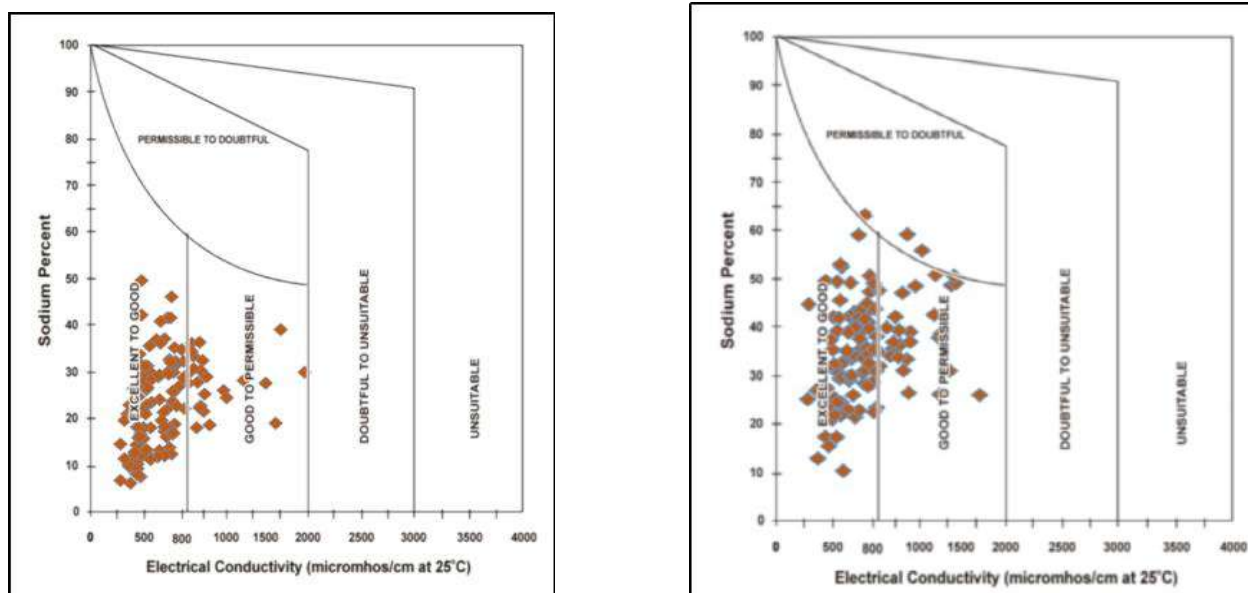 100
90
80
70
60
50
40
30
20
10
0
Sodium Percent
PERMISSIBLE TO DOUBTFUL
EXCELLENT TO GOOD
GOOD TO PERMISSIBLE
DOUBTFUL TO UNSUITABLE
UNSUITABLE
0 500 800 1000 1500 2000 3000 4000
Electrical Conductivity (micromhos/cm at 25°C)
100
90
80
70
60
50
40
30
20
10
0
Sodium Percent
PERMISSIBLE TO DOUBTFUL
EXCELLENT TO GOOD
GOOD TO PERMISSIBLE
DOUBTFUL TO UNSUITABLE
UNSUITABLE
0 500 800 1000 1500 2000 3000 4000
Electrical Conductivity (micromhos/cm at 25°C)